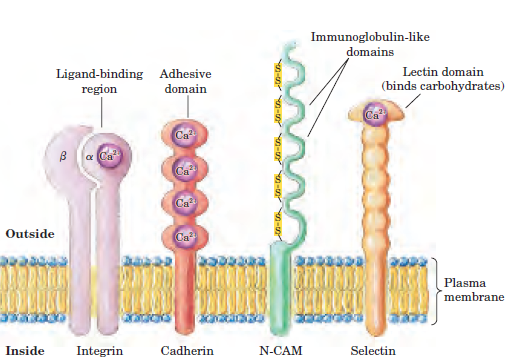 Immunoglobulin-like
domains
Ligand-binding
region
Adhesive
domain
Lectin domain
(binds carbohydrates)
S–S
S–S
S–S
S–S
S–S
β
α
Ca²⁺
Ca²⁺
Ca²⁺
Ca²⁺
Ca²⁺
Ca²⁺
Outside
Plasma
membrane
Inside
Integrin
Cadherin
N-CAM
Selectin